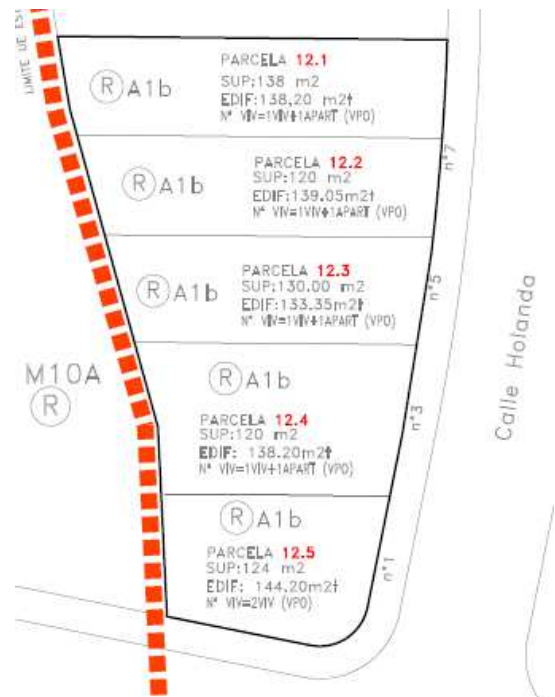 LIMITE DE ES
PARCELA 12.1
SUP:138 m2
EDIF:138,20 m2t
Nº VIV=1VIV+1APART (VPO)
R A1b
nº7
PARCELA 12.2
SUP:120 m2
EDIF:139.05m2t
Nº VIV=1VIV+1APART (VPO)
R A1b
nº5
PARCELA 12.3
SUP:130.00 m2
EDIF:133.35m2t
Nº VIV=1VIV+1APART (VPO)
R A1b
Calle Holanda
M10A
R
R A1b
nº3
PARCELA 12.4
SUP:120 m2
EDIF: 138.20m2t
Nº VIV=1VIV+1APART (VPO)
R A1b
nº1
PARCELA 12.5
SUP:124 m2
EDIF: 144.20m2t
Nº VIV=2VIV (VPO)